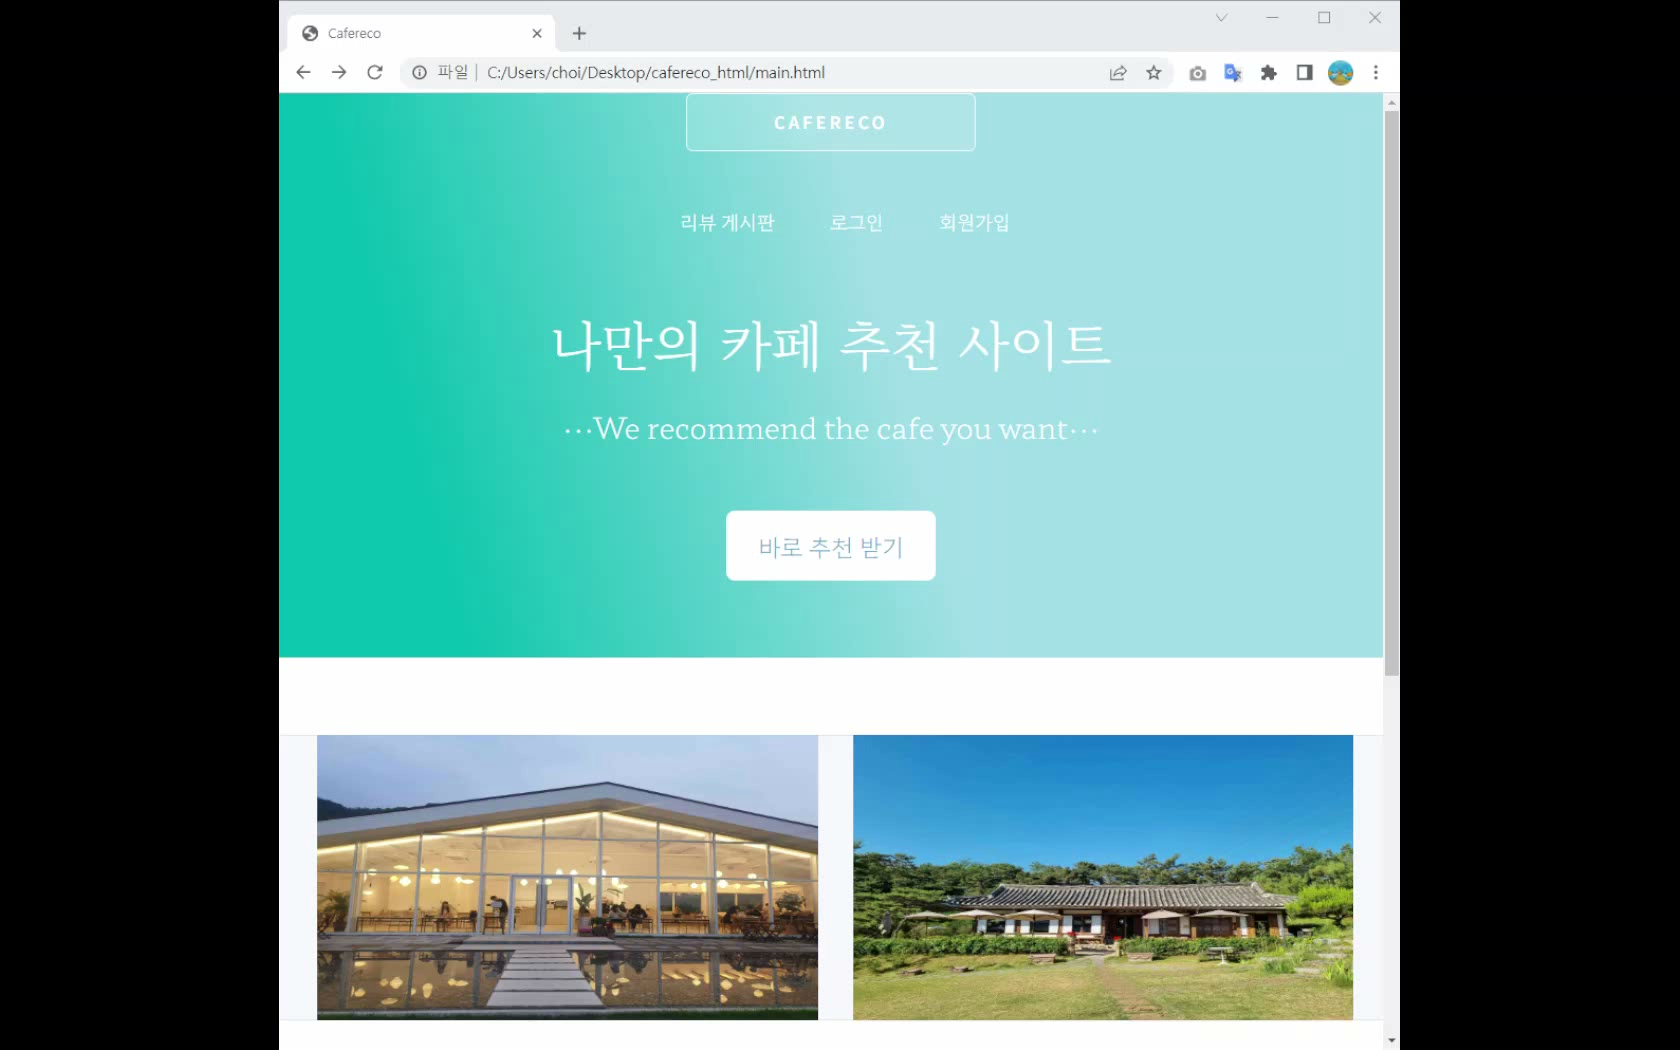 Cafereco
파일 | C:/Users/choi/Desktop/cafereco_html/main.html
CAFERECO
리뷰 게시판 로그인 회원가입
나만의 카페 추천 사이트
···We recommend the cafe you want···
바로 추천 받기